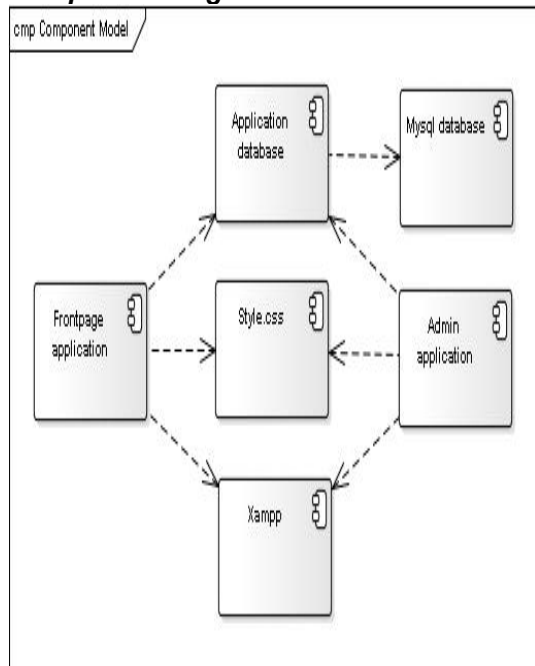 cmp Component Model
Application
database
Mysql database
Frontpage
application
Style.css
Admin
application
Xampp